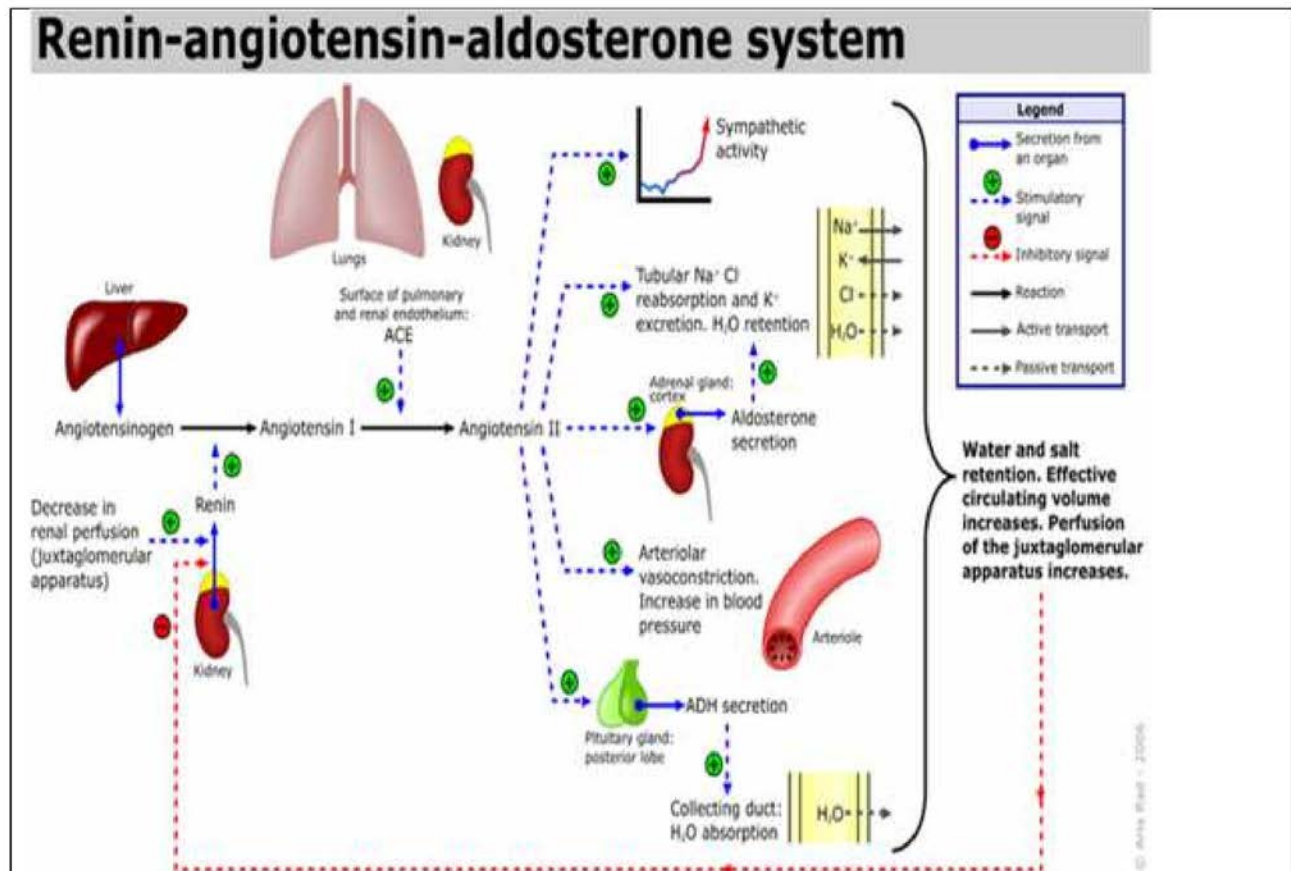 Renin-angiotensin-aldosterone system
Lungs
Kidney
Surface of pulmonary
and renal endothelium:
ACE
Liver
Angiotensinogen
Angiotensin I
Angiotensin II
Decrease in
renal perfusion
(juxtaglomerular
apparatus)
Renin
Kidney
Sympathetic
activity
Tubular Na⁺ Cl⁻
reabsorption and K⁺
excretion. H₂O retention
Adrenal gland:
cortex
Aldosterone
secretion
Arteriolar
vasoconstriction.
Increase in blood
pressure
Arteriole
Pituitary gland:
posterior lobe
ADH secretion
Collecting duct:
H₂O absorption
Na⁺
K⁺
Cl⁻
H₂O
H₂O
Legend
Secretion from
an organ
Stimulatory
signal
Inhibitory signal
Reaction
Active transport
Passive transport
Water and salt
retention. Effective
circulating volume
increases. Perfusion
of the juxtaglomerular
apparatus increases.
© Aria Rad - 2006